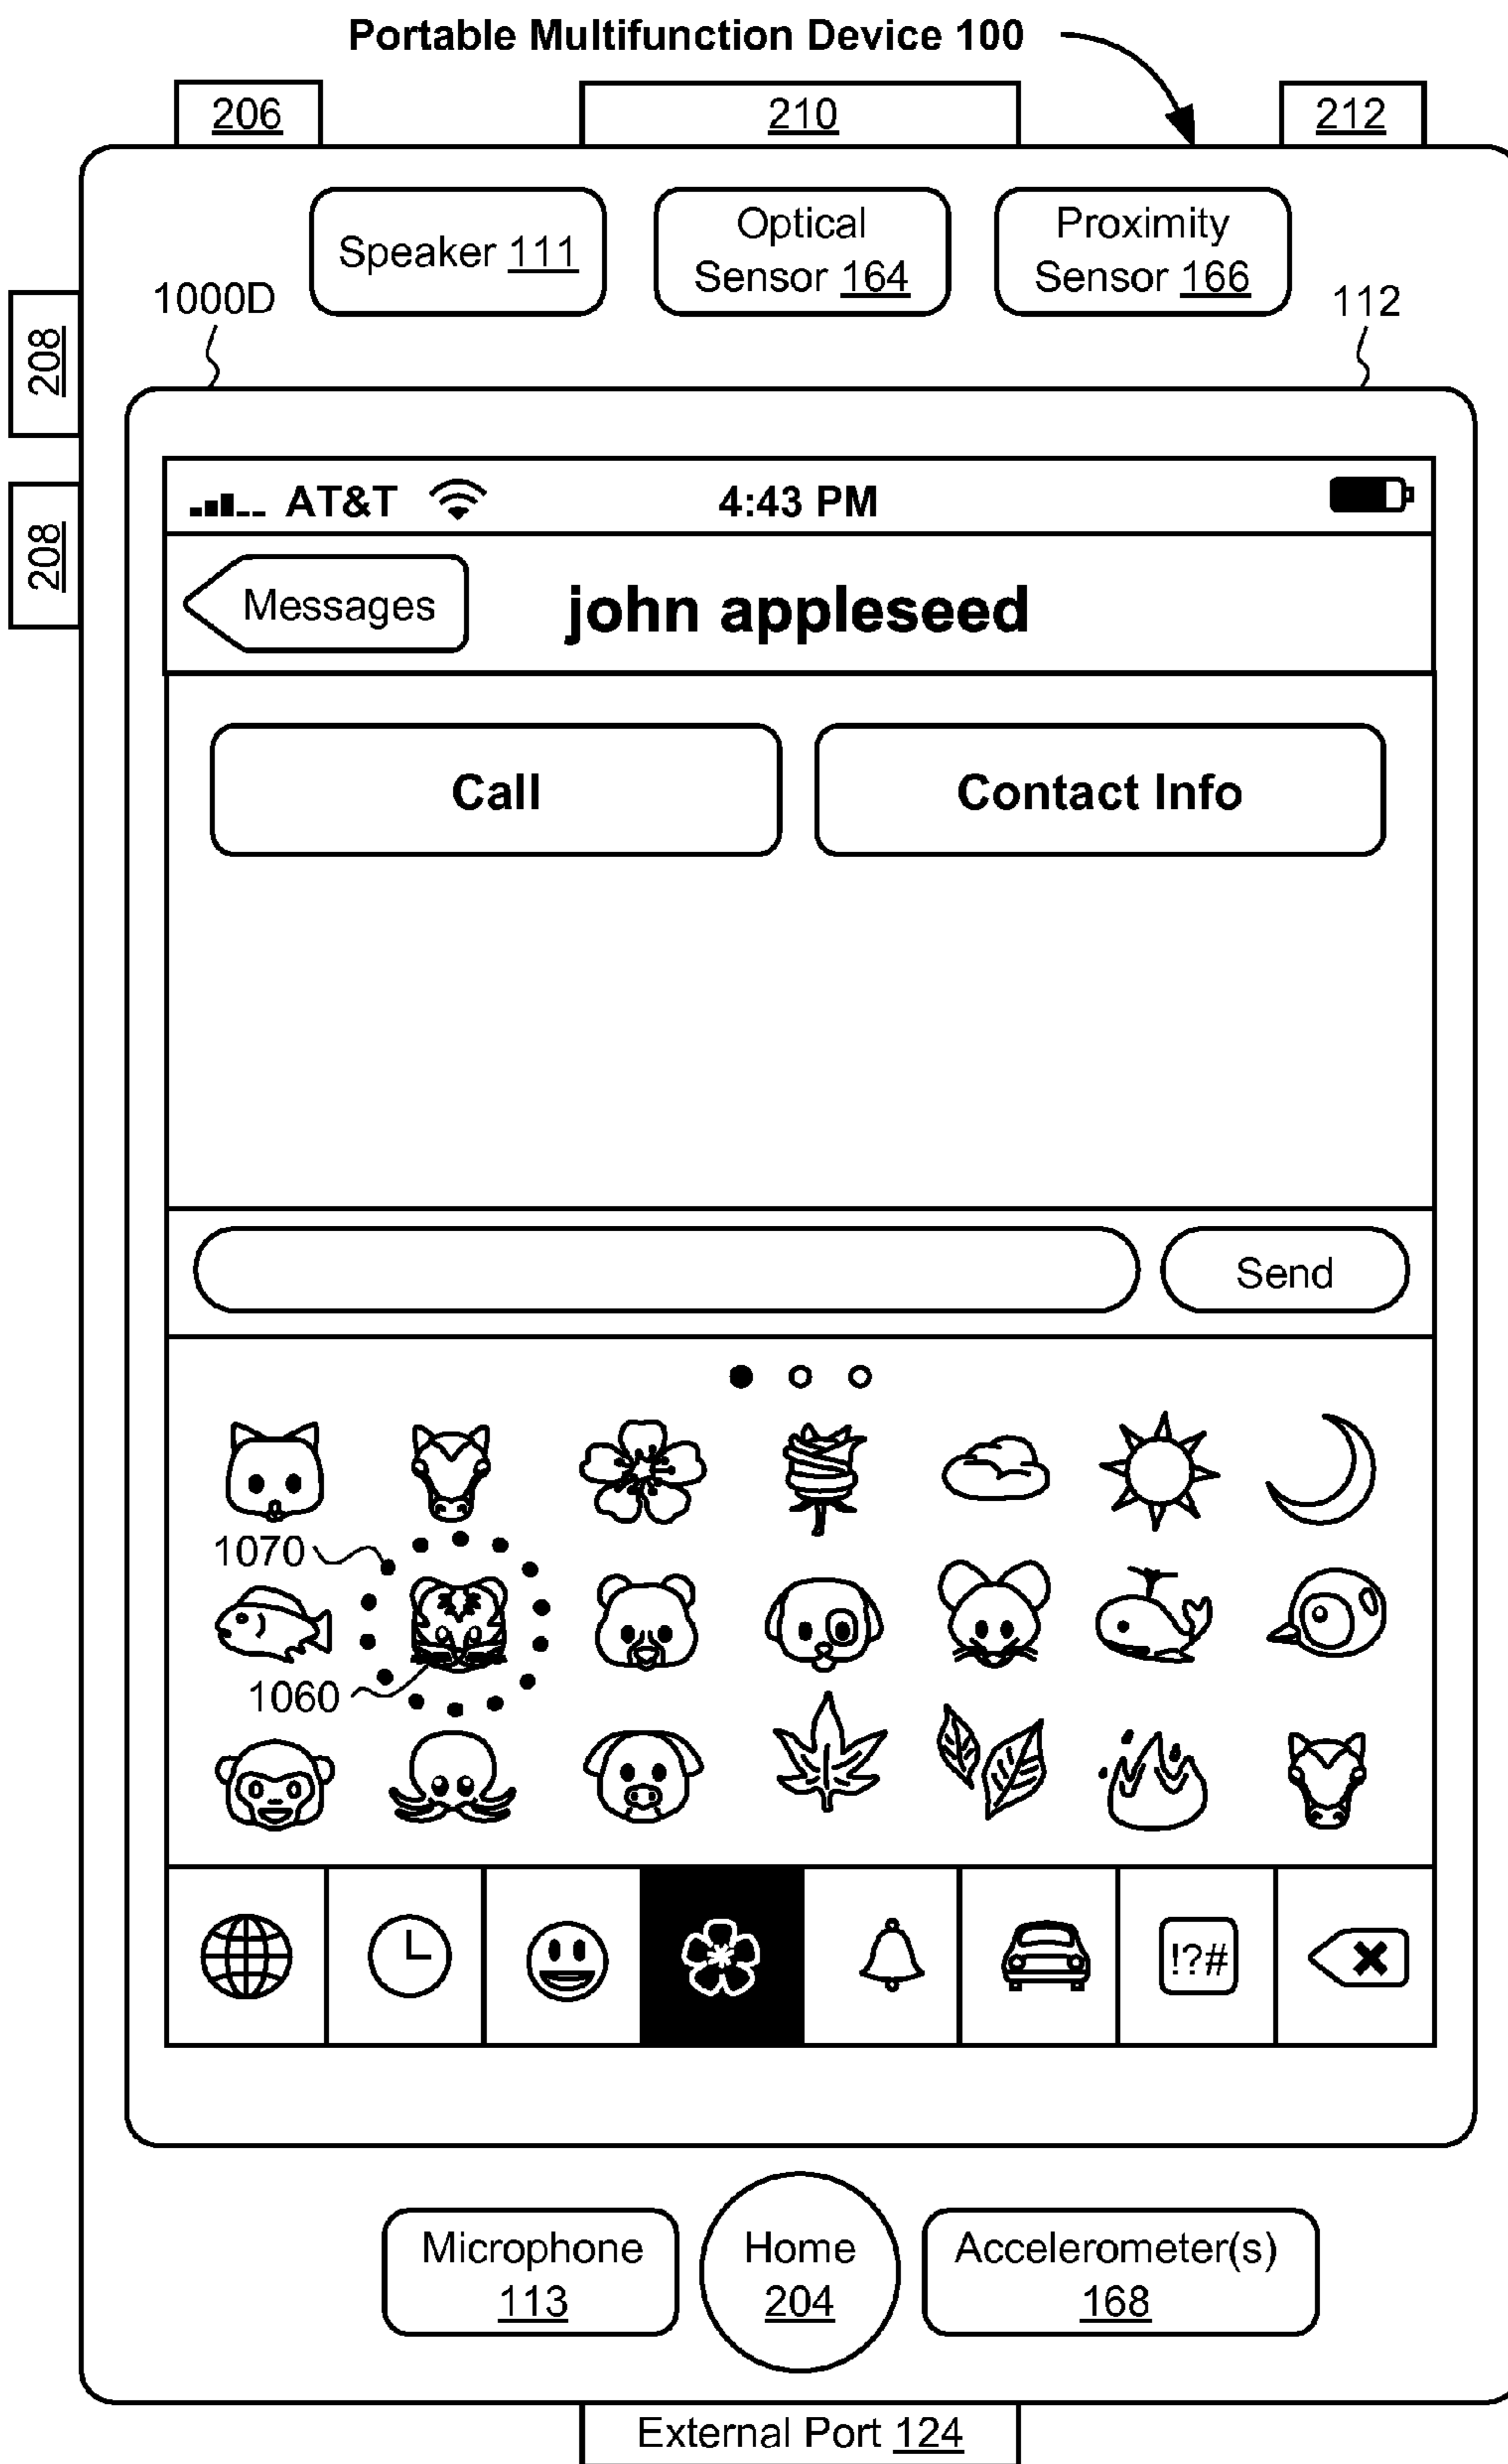 Portable Multifunction Device 100
206
210
212
Speaker 111
Optical
Sensor 164
Proximity
Sensor 166
1000D
112
208
208
AT&T
4:43 PM
Messages
john appleseed
Call
Contact Info
Send
1070
1060
!?#
Microphone
113
Home
204
Accelerometer(s)
168
External Port 124